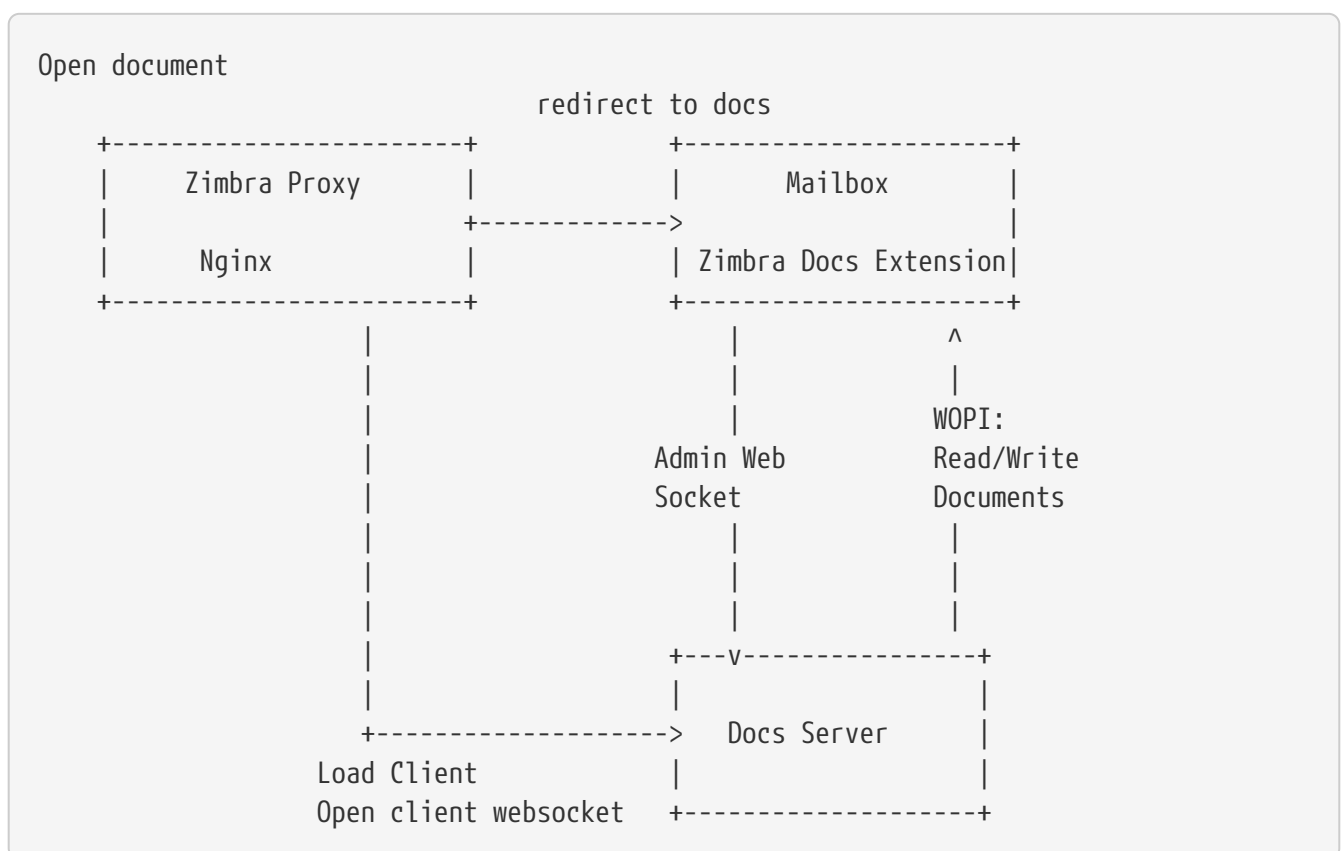 Open document
redirect to docs
+------------------------+ +----------------------+
| Zimbra Proxy | | Mailbox |
| +-------------> |
| Nginx | | Zimbra Docs Extension|
+------------------------+ +----------------------+
| | ^
| | |
| | WOPI:
| Admin Web Read/Write
| Socket Documents
| | |
| | |
| | |
| +---v----------------+
| | |
+--------------------> Docs Server |
Load Client | |
Open client websocket +--------------------+